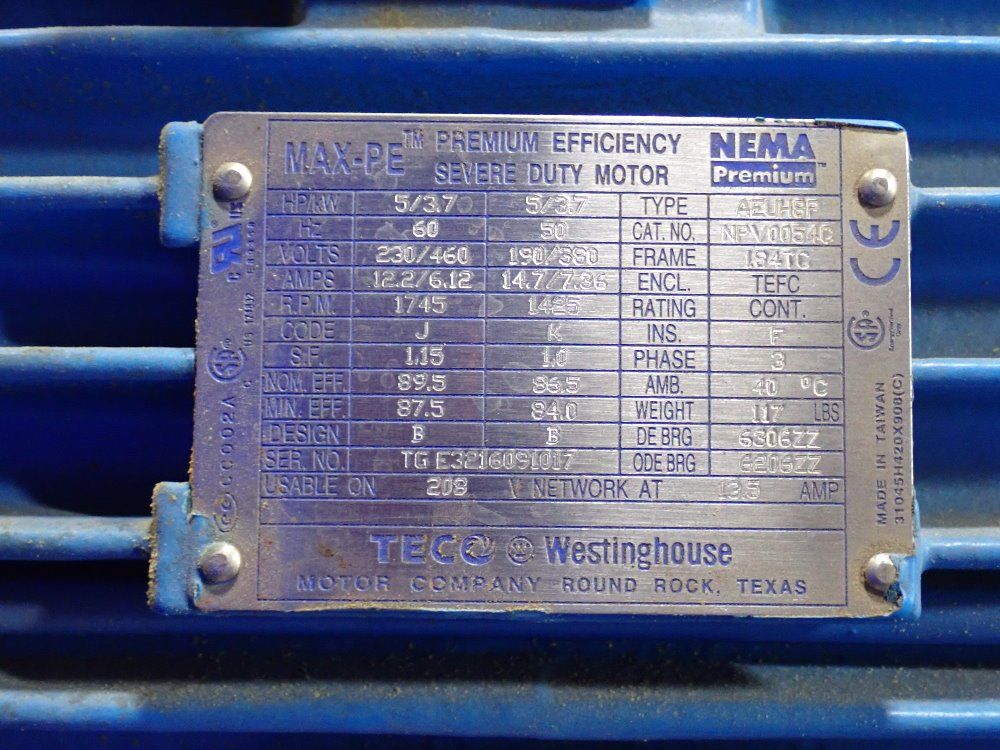 MAX-PE™ PREMIUM EFFICIENCY
SEVERE DUTY MOTOR
NEMA
Premium™
HP/kW 5/3.7 5/3.7 TYPE AEUH8F
Hz 60 50 CAT. NO. NPV0054C
VOLTS 230/460 190/380 FRAME 184TC
AMPS 12.2/6.12 14.7/7.36 ENCL. TEFC
R.P.M. 1745 1425 RATING CONT.
CODE J K INS. F
S.F. 1.15 1.0 PHASE 3
NOM. EFF. 89.5 86.5 AMB. 40 °C
MIN. EFF. 87.5 84.0 WEIGHT 117 LBS
DESIGN B B DE BRG 6306ZZ
SER. NO. TG E3216091017 ODE BRG 6206ZZ
USABLE ON 208 V NETWORK AT 13.5 AMP
TECO Westinghouse
MOTOR COMPANY ROUND ROCK, TEXAS
CC 002A
CE
MADE IN TAIWAN
31045H420X908(C)